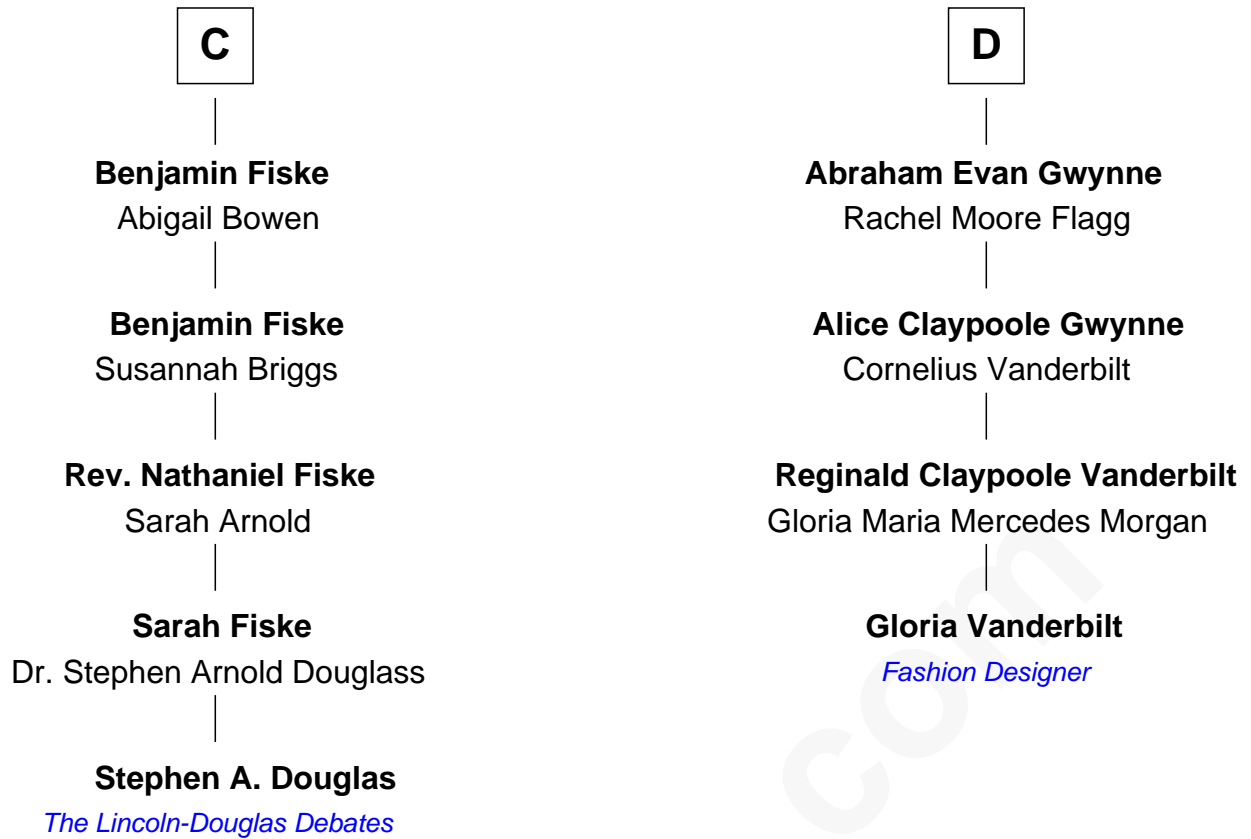 C
Benjamin Fiske
Abigail Bowen
Benjamin Fiske
Susannah Briggs
Rev. Nathaniel Fiske
Sarah Arnold
Sarah Fiske
Dr. Stephen Arnold Douglass
Stephen A. Douglas
The Lincoln-Douglas Debates
D
Abraham Evan Gwynne
Rachel Moore Flagg
Alice Claypoole Gwynne
Cornelius Vanderbilt
Reginald Claypoole Vanderbilt
Gloria Maria Mercedes Morgan
Gloria Vanderbilt
Fashion Designer
com